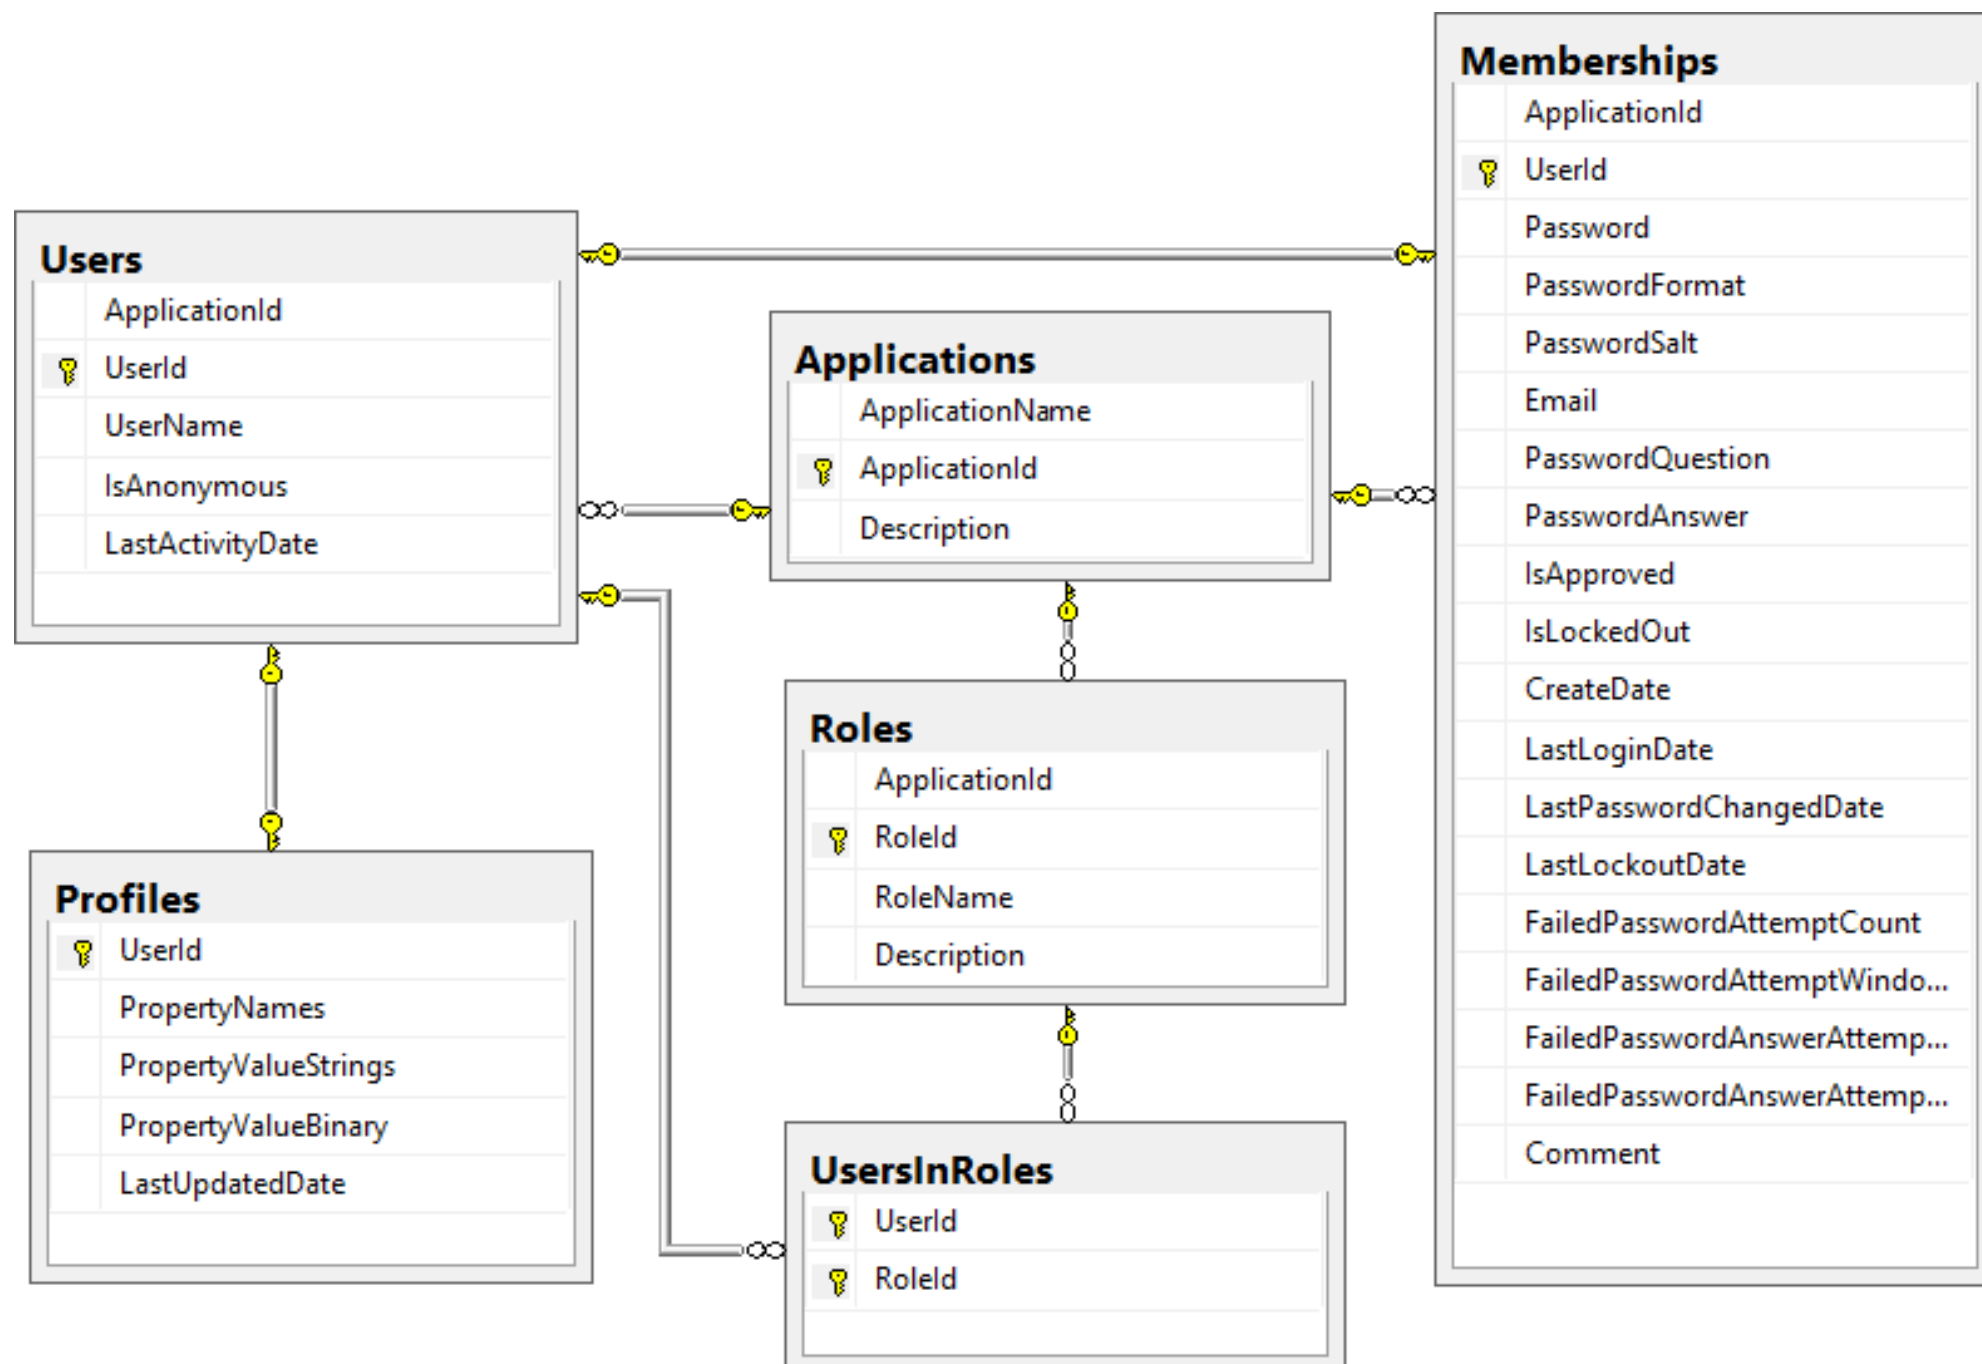 Memberships
ApplicationId
UserId
Password
PasswordFormat
PasswordSalt
Email
PasswordQuestion
PasswordAnswer
IsApproved
IsLockedOut
CreateDate
LastLoginDate
LastPasswordChangedDate
LastLockoutDate
FailedPasswordAttemptCount
FailedPasswordAttemptWindo...
FailedPasswordAnswerAttemp...
FailedPasswordAnswerAttemp...
Comment
Users
ApplicationId
UserId
UserName
IsAnonymous
LastActivityDate
Applications
ApplicationName
ApplicationId
Description
Roles
ApplicationId
RoleId
RoleName
Description
Profiles
UserId
PropertyNames
PropertyValueStrings
PropertyValueBinary
LastUpdatedDate
UsersInRoles
UserId
RoleId